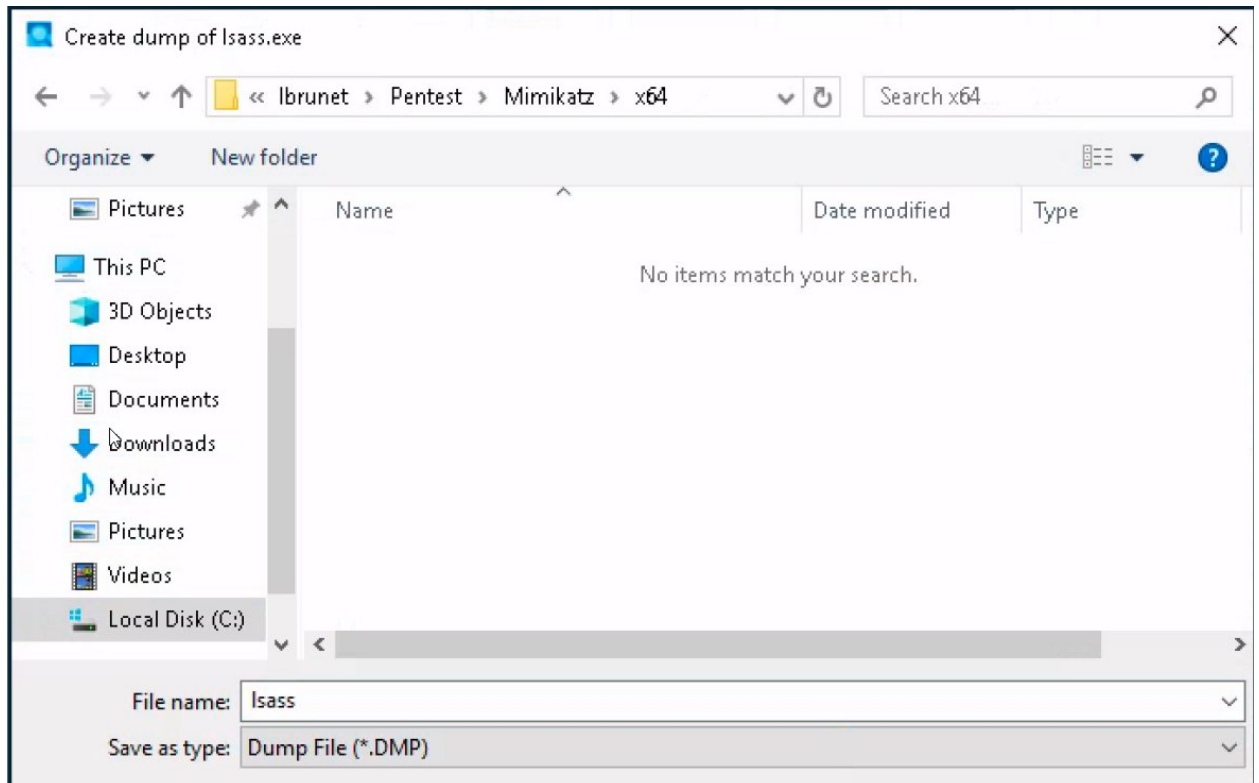 Create dump of lsass.exe
« lbrunet › Pentest › Mimikatz › x64
Search x64
Organize
New folder
Name
Date modified
Type
No items match your search.
Pictures
This PC
3D Objects
Desktop
Documents
Downloads
Music
Pictures
Videos
Local Disk (C:)
File name: lsass
Save as type: Dump File (*.DMP)